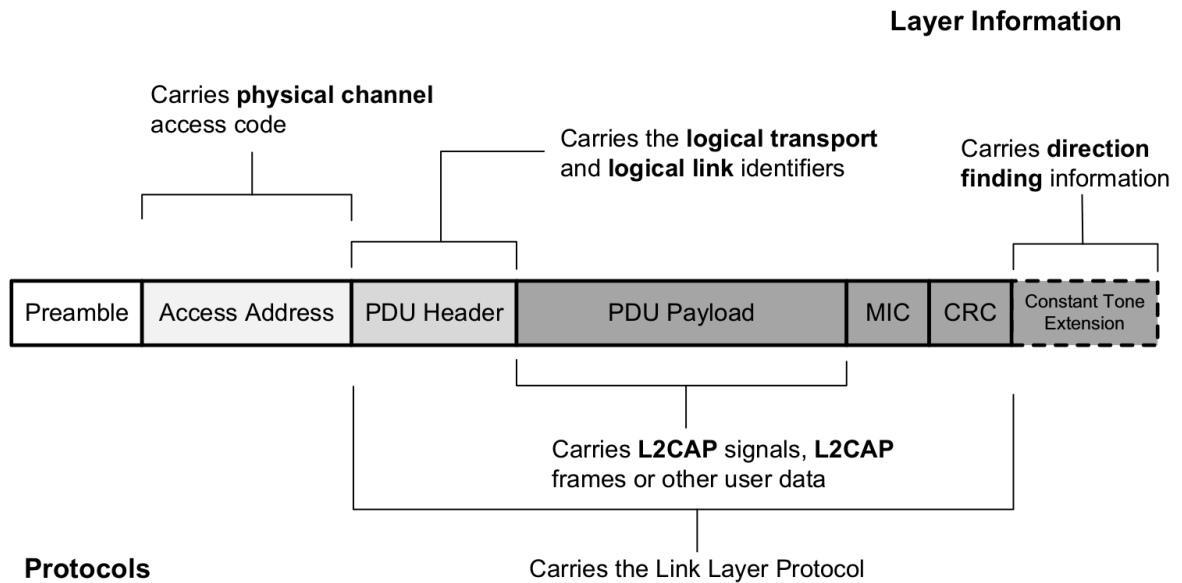 Layer Information
Carries physical channel
access code
Carries the logical transport
and logical link identifiers
Carries direction
finding information
Preamble
Access Address
PDU Header
PDU Payload
MIC
CRC
Constant Tone
Extension
Carries L2CAP signals, L2CAP
frames or other user data
Protocols
Carries the Link Layer Protocol